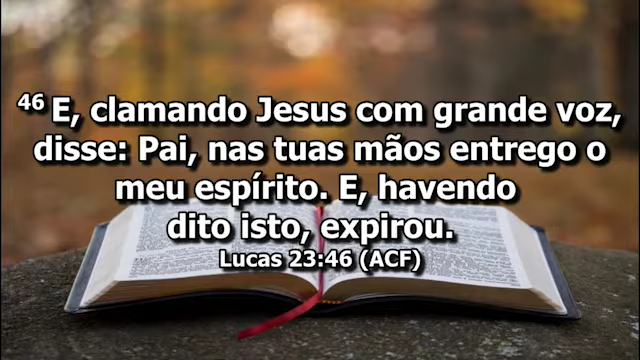 46 E, clamando Jesus com grande voz,
disse: Pai, nas tuas mãos entrego o
meu espírito. E, havendo
dito isto, expirou.
Lucas 23:46 (ACF)